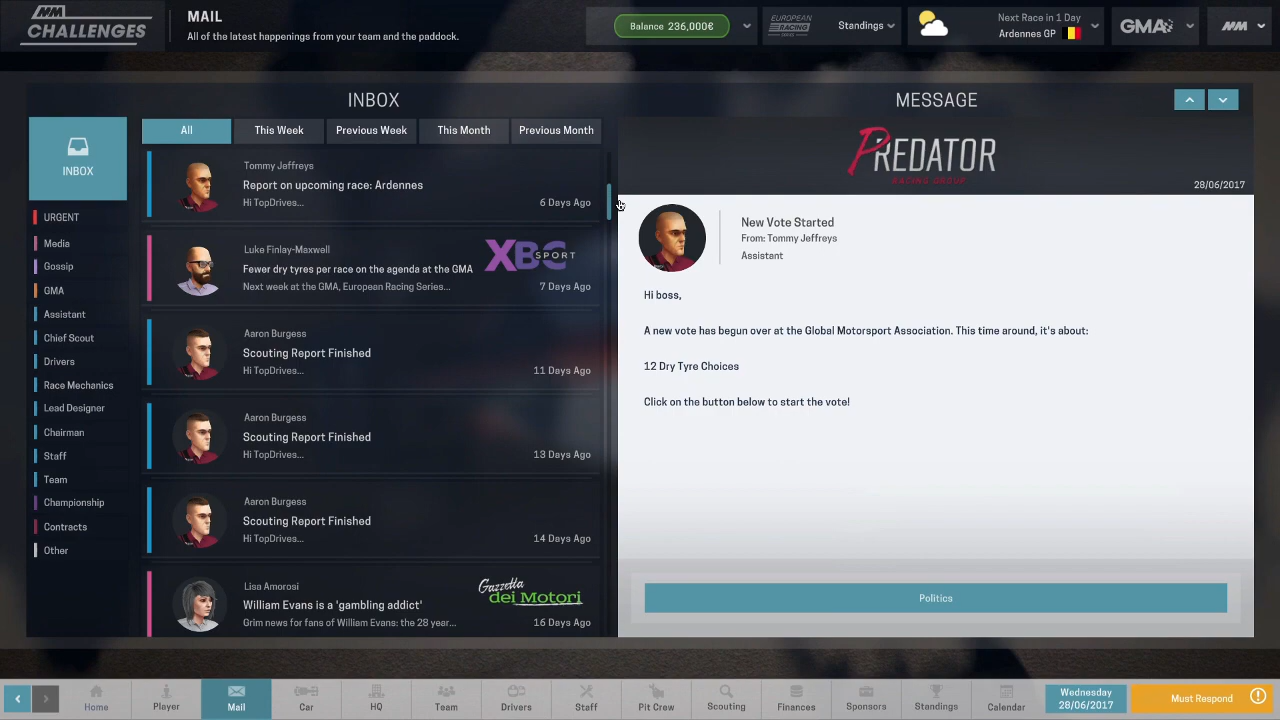 MM CHALLENGES
MAIL
All of the latest happenings from your team and the paddock.
Balance 236,000€
EUROPEAN RACING SERIES
Standings
Next Race in 1 Day
Ardennes GP
GMA
MM
INBOX
MESSAGE
INBOX
URGENT
Media
Gossip
GMA
Assistant
Chief Scout
Drivers
Race Mechanics
Lead Designer
Chairman
Staff
Team
Championship
Contracts
Other
All
This Week
Previous Week
This Month
Previous Month
Tommy Jeffreys
Report on upcoming race: Ardennes
Hi TopDrives...
6 Days Ago
Luke Finlay-Maxwell
XBC SPORT
Fewer dry tyres per race on the agenda at the GMA
Next week at the GMA, European Racing Series...
7 Days Ago
Aaron Burgess
Scouting Report Finished
Hi TopDrives...
11 Days Ago
Aaron Burgess
Scouting Report Finished
Hi TopDrives...
13 Days Ago
Aaron Burgess
Scouting Report Finished
Hi TopDrives...
14 Days Ago
Lisa Amorosi
Gazzetta
dei Motori
William Evans is a 'gambling addict'
Grim news for fans of William Evans: the 28 year...
16 Days Ago
PREDATOR
RACING GROUP
28/06/2017
New Vote Started
From: Tommy Jeffreys
Assistant
Hi boss,
A new vote has begun over at the Global Motorsport Association. This time around, it's about:
12 Dry Tyre Choices
Click on the button below to start the vote!
Politics
Home
Player
Mail
Car
HQ
Team
Drivers
Staff
Pit Crew
Scouting
Finances
Sponsors
Standings
Calendar
Wednesday
28/06/2017
Must Respond